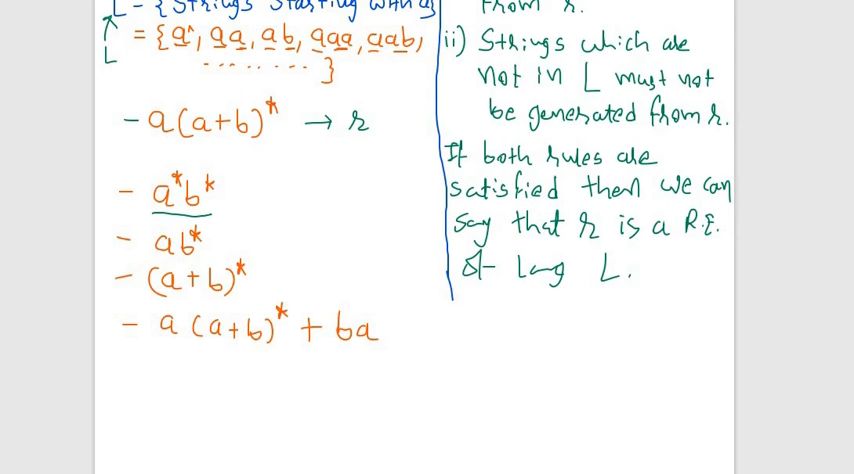 L = {Strings starting with a}
L = {a, aa, ab, aaa, aab,
........ }
- a(a+b)* → r
- a*b*
- ab*
- (a+b)*
- a(a+b)* + ba
from r.
ii) Strings which are
not in L must not
be generated from r.
If both rules are
satisfied then we can
say that r is a R.E.
of lang L.